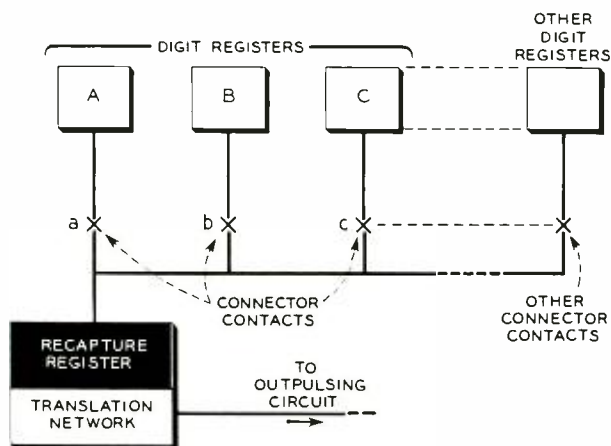 DIGIT REGISTERS
OTHER
DIGIT
REGISTERS
A
B
C
a
b
c
CONNECTOR
CONTACTS
OTHER
CONNECTOR
CONTACTS
RECAPTURE
REGISTER
TRANSLATION
NETWORK
TO
OUTPULSING
CIRCUIT